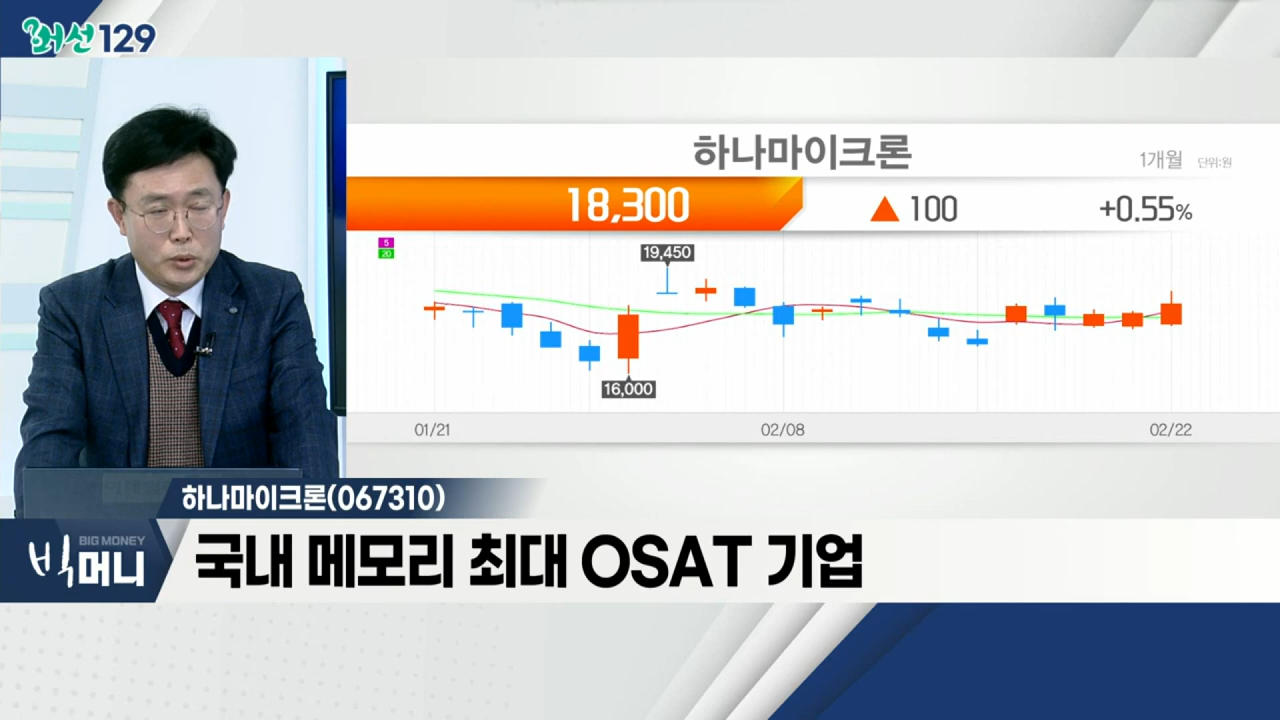 머선129
하나마이크론
1개월 단위:원
18,300 ▲ 100 +0.55%
5
20
19,450
16,000
01/21 02/08 02/22
하나마이크론(067310)
BIG MONEY
빅머니
국내 메모리 최대 OSAT 기업